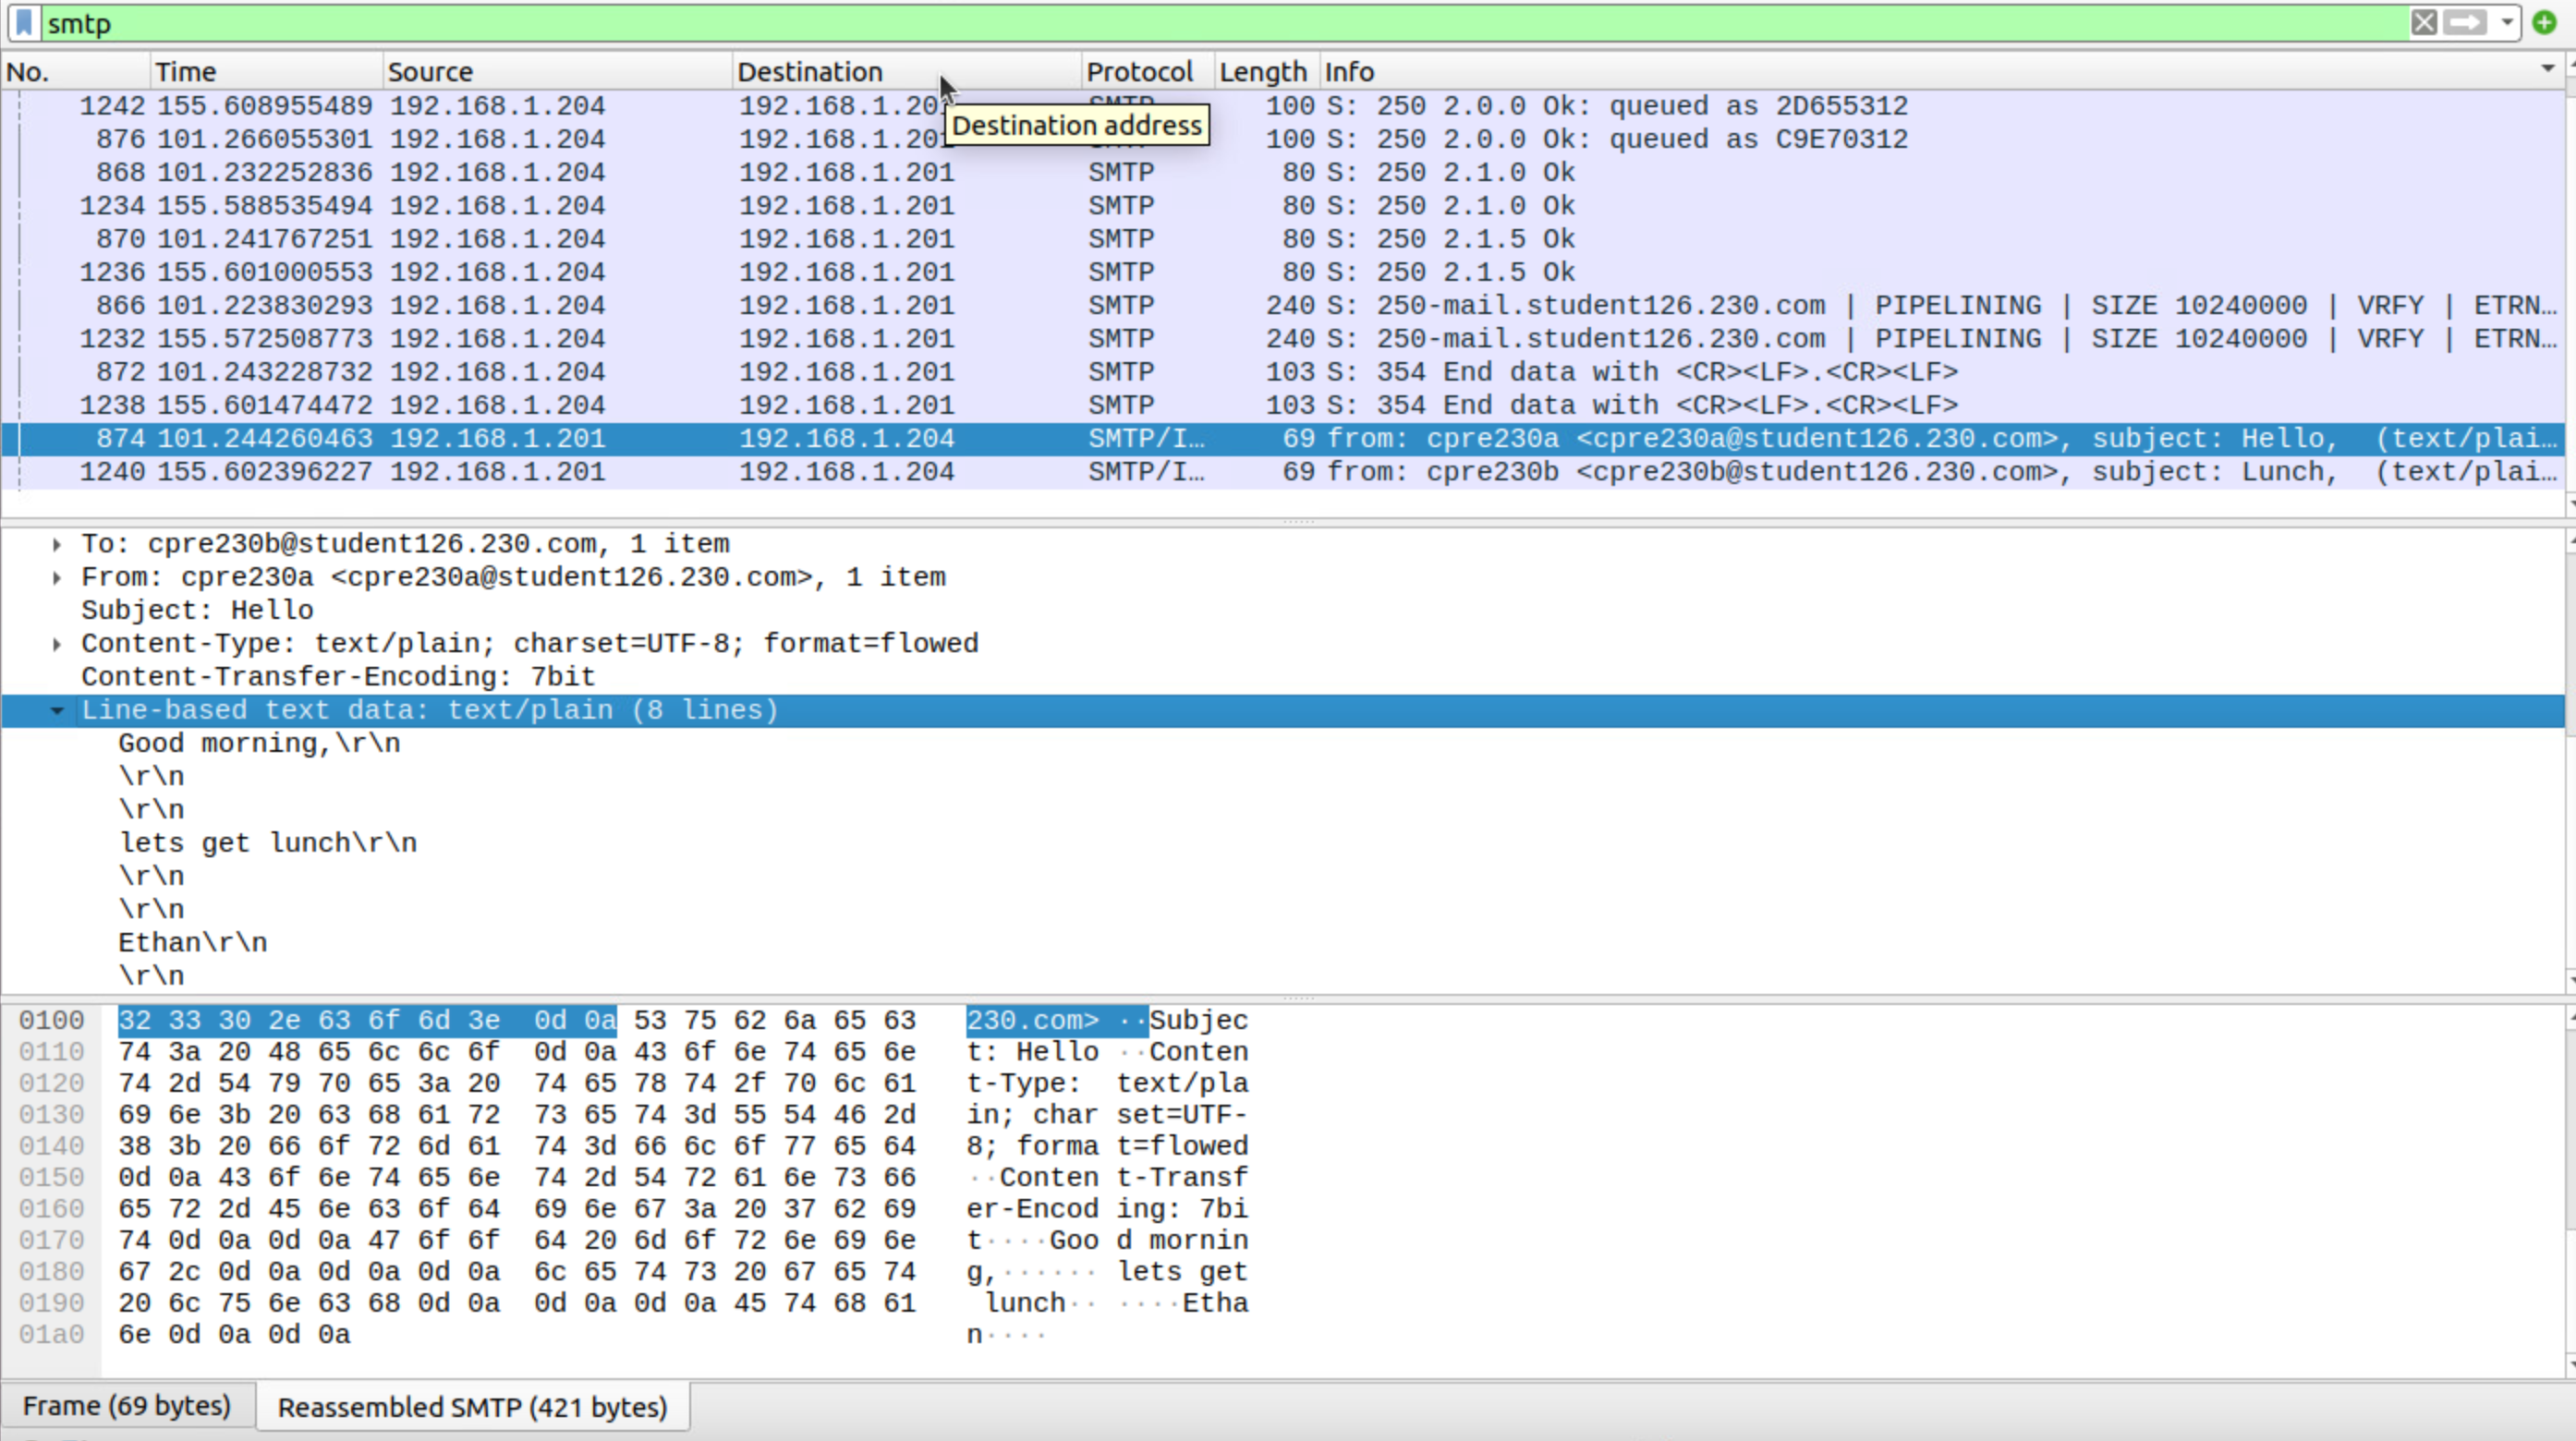 smtp
No. Time Source Destination Protocol Length Info
1242 155.608955489 192.168.1.204 192.168.1.201 100 S: 250 2.0.0 Ok: queued as 2D655312
Destination address
876 101.266055301 192.168.1.204 192.168.1.201 100 S: 250 2.0.0 Ok: queued as C9E70312
868 101.232252836 192.168.1.204 192.168.1.201 SMTP 80 S: 250 2.1.0 Ok
1234 155.588535494 192.168.1.204 192.168.1.201 SMTP 80 S: 250 2.1.0 Ok
870 101.241767251 192.168.1.204 192.168.1.201 SMTP 80 S: 250 2.1.5 Ok
1236 155.601000553 192.168.1.204 192.168.1.201 SMTP 80 S: 250 2.1.5 Ok
866 101.223830293 192.168.1.204 192.168.1.201 SMTP 240 S: 250-mail.student126.230.com | PIPELINING | SIZE 10240000 | VRFY | ETRN…
1232 155.572508773 192.168.1.204 192.168.1.201 SMTP 240 S: 250-mail.student126.230.com | PIPELINING | SIZE 10240000 | VRFY | ETRN…
872 101.243228732 192.168.1.204 192.168.1.201 SMTP 103 S: 354 End data with <CR><LF>.<CR><LF>
1238 155.601474472 192.168.1.204 192.168.1.201 SMTP 103 S: 354 End data with <CR><LF>.<CR><LF>
874 101.244260463 192.168.1.201 192.168.1.204 SMTP/I… 69 from: cpre230a <cpre230a@student126.230.com>, subject: Hello, (text/plai…
1240 155.602396227 192.168.1.201 192.168.1.204 SMTP/I… 69 from: cpre230b <cpre230b@student126.230.com>, subject: Lunch, (text/plai…
To: cpre230b@student126.230.com, 1 item
From: cpre230a <cpre230a@student126.230.com>, 1 item
Subject: Hello
Content-Type: text/plain; charset=UTF-8; format=flowed
Content-Transfer-Encoding: 7bit
Line-based text data: text/plain (8 lines)
Good morning,\r\n
\r\n
\r\n
lets get lunch\r\n
\r\n
\r\n
Ethan\r\n
\r\n
0100 32 33 30 2e 63 6f 6d 3e 0d 0a 53 75 62 6a 65 63 230.com> ··Subjec
0110 74 3a 20 48 65 6c 6c 6f 0d 0a 43 6f 6e 74 65 6e t: Hello ··Conten
0120 74 2d 54 79 70 65 3a 20 74 65 78 74 2f 70 6c 61 t-Type: text/pla
0130 69 6e 3b 20 63 68 61 72 73 65 74 3d 55 54 46 2d in; char set=UTF-
0140 38 3b 20 66 6f 72 6d 61 74 3d 66 6c 6f 77 65 64 8; forma t=flowed
0150 0d 0a 43 6f 6e 74 65 6e 74 2d 54 72 61 6e 73 66 ··Conten t-Transf
0160 65 72 2d 45 6e 63 6f 64 69 6e 67 3a 20 37 62 69 er-Encod ing: 7bi
0170 74 0d 0a 0d 0a 47 6f 6f 64 20 6d 6f 72 6e 69 6e t····Goo d mornin
0180 67 2c 0d 0a 0d 0a 0d 0a 6c 65 74 73 20 67 65 74 g,······ lets get
0190 20 6c 75 6e 63 68 0d 0a 0d 0a 0d 0a 45 74 68 61 lunch·· ····Etha
01a0 6e 0d 0a 0d 0a n····
Frame (69 bytes) Reassembled SMTP (421 bytes)